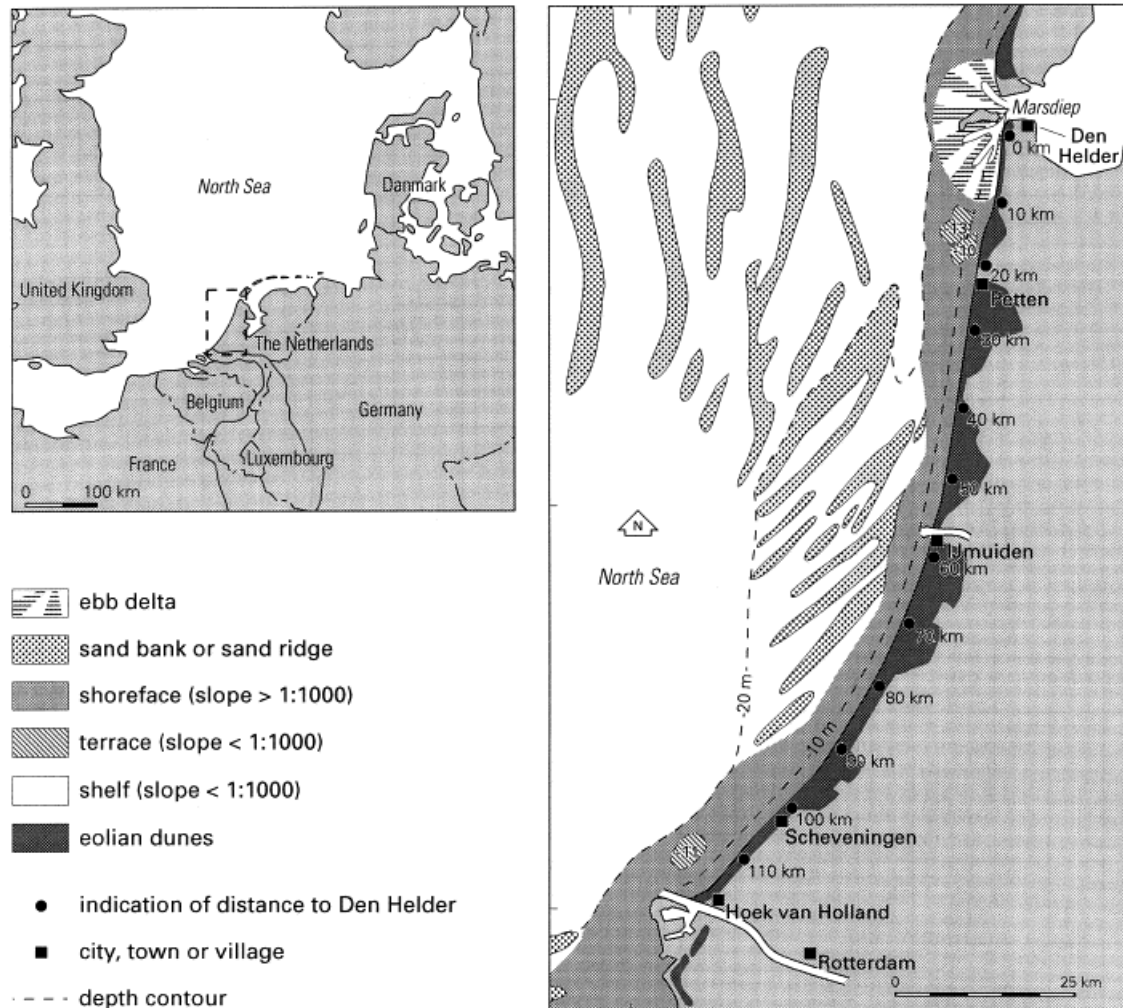 North Sea
Danmark
United Kingdom
The Netherlands
Belgium
Germany
France
Luxembourg
0 100 km
ebb delta
sand bank or sand ridge
shoreface (slope > 1:1000)
terrace (slope < 1:1000)
shelf (slope < 1:1000)
eolian dunes
indication of distance to Den Helder
city, town or village
depth contour
Marsdiep
Den
Helder
0 km
10 km
13
-10
20 km
Petten
30 km
40 km
50 km
N
North Sea
IJmuiden
60 km
70 km
80 km
-20 m-
-10 m
90 km
100 km
Scheveningen
110 km
Hoek van Holland
Rotterdam
0 25 km